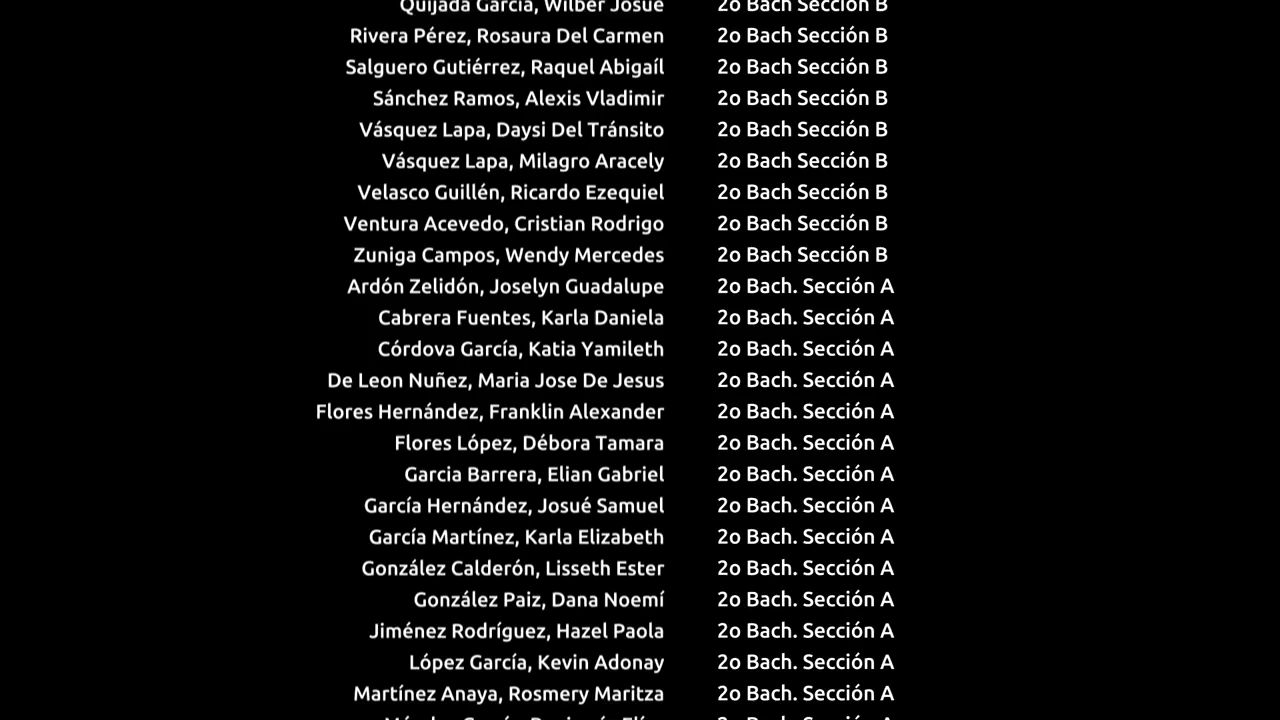 Quijada García, Wilber Josué 2o Bach Sección B
Rivera Pérez, Rosaura Del Carmen 2o Bach Sección B
Salguero Gutiérrez, Raquel Abigaíl 2o Bach Sección B
Sánchez Ramos, Alexis Vladimir 2o Bach Sección B
Vásquez Lapa, Daysi Del Tránsito 2o Bach Sección B
Vásquez Lapa, Milagro Aracely 2o Bach Sección B
Velasco Guillén, Ricardo Ezequiel 2o Bach Sección B
Ventura Acevedo, Cristian Rodrigo 2o Bach Sección B
Zuniga Campos, Wendy Mercedes 2o Bach Sección B
Ardón Zelidón, Joselyn Guadalupe 2o Bach. Sección A
Cabrera Fuentes, Karla Daniela 2o Bach. Sección A
Córdova García, Katia Yamileth 2o Bach. Sección A
De Leon Nuñez, Maria Jose De Jesus 2o Bach. Sección A
Flores Hernández, Franklin Alexander 2o Bach. Sección A
Flores López, Débora Tamara 2o Bach. Sección A
Garcia Barrera, Elian Gabriel 2o Bach. Sección A
García Hernández, Josué Samuel 2o Bach. Sección A
García Martínez, Karla Elizabeth 2o Bach. Sección A
González Calderón, Lisseth Ester 2o Bach. Sección A
González Paiz, Dana Noemí 2o Bach. Sección A
Jiménez Rodríguez, Hazel Paola 2o Bach. Sección A
López García, Kevin Adonay 2o Bach. Sección A
Martínez Anaya, Rosmery Maritza 2o Bach. Sección A